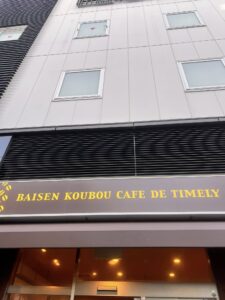 BAISEN KOUBOU CAFE DE TIMELY